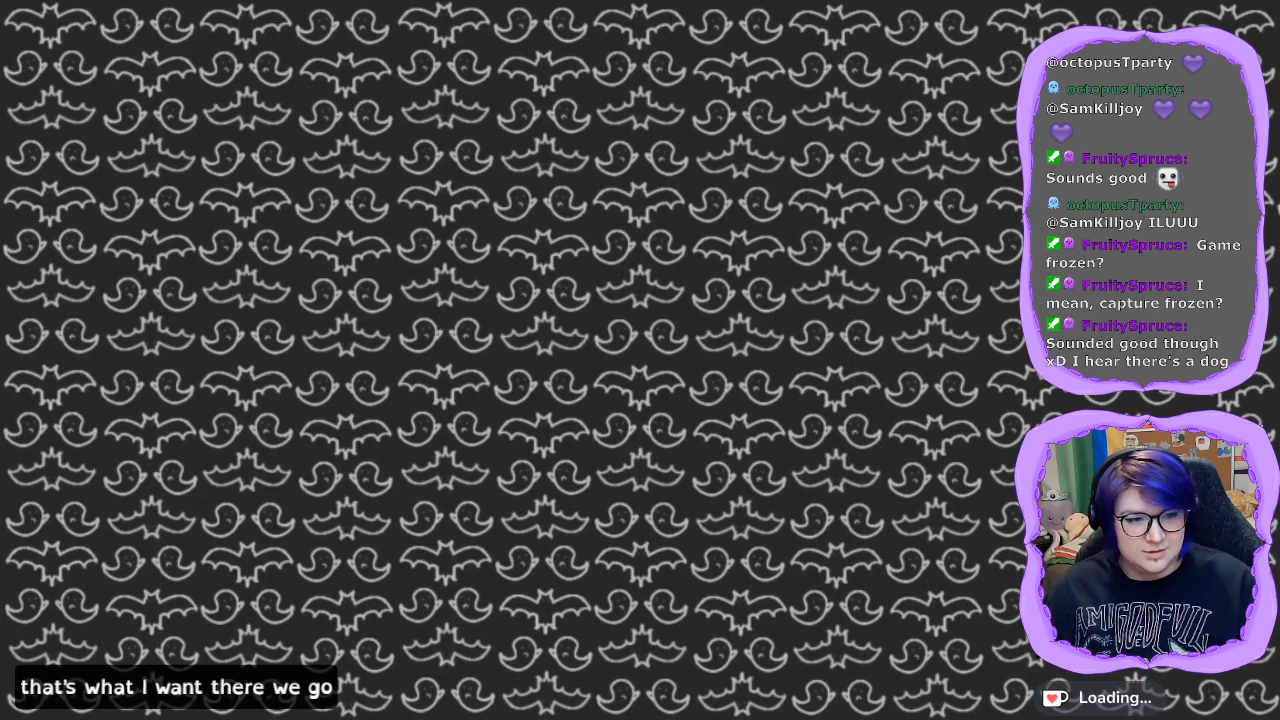 @octopusTparty
octopusTparty:
@SamKilljoy
FruitySpruce:
Sounds good
octopusTparty:
@SamKilljoy ILUUU
FruitySpruce: Game
frozen?
FruitySpruce: I
mean, capture frozen?
FruitySpruce:
Sounded good though
xD I hear there's a dog
that's what I want there we go
Loading...